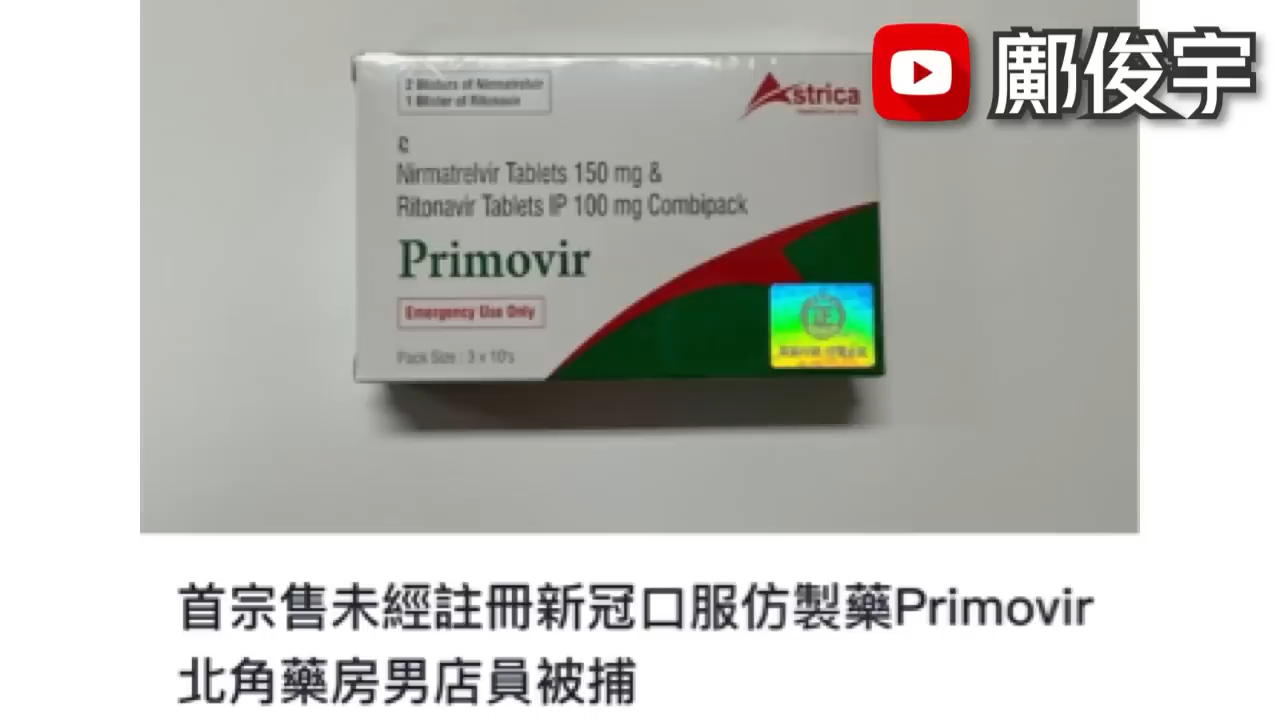 鄺俊宇
2 Blisters of Nirmatrelvir
1 Blister of Ritonavir
Astrica
Nirmatrelvir Tablets 150 mg &
Ritonavir Tablets IP 100 mg Combipack
Primovir
Emergency Use Only
Pack Size : 3 x 10's
正
首宗售未經註冊新冠口服仿製藥Primovir
北角藥房男店員被捕